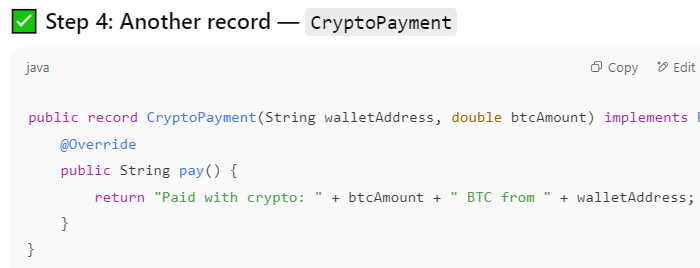 ✅ Step 4: Another record — CryptoPayment
java Copy Edit
public record CryptoPayment(String walletAddress, double btcAmount) implements
    @Override
    public String pay() {
        return "Paid with crypto: " + btcAmount + " BTC from " + walletAddress;
    }
}